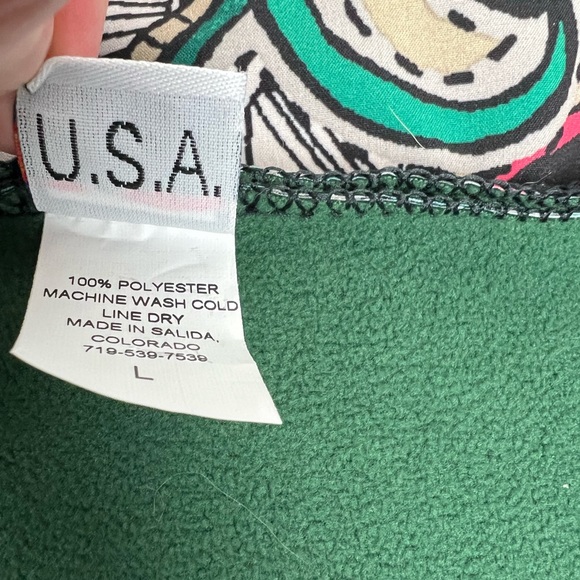 U.S.A.
100% POLYESTER
MACHINE WASH COLD
LINE DRY
MADE IN SALIDA,
COLORADO
719-539-7539
L